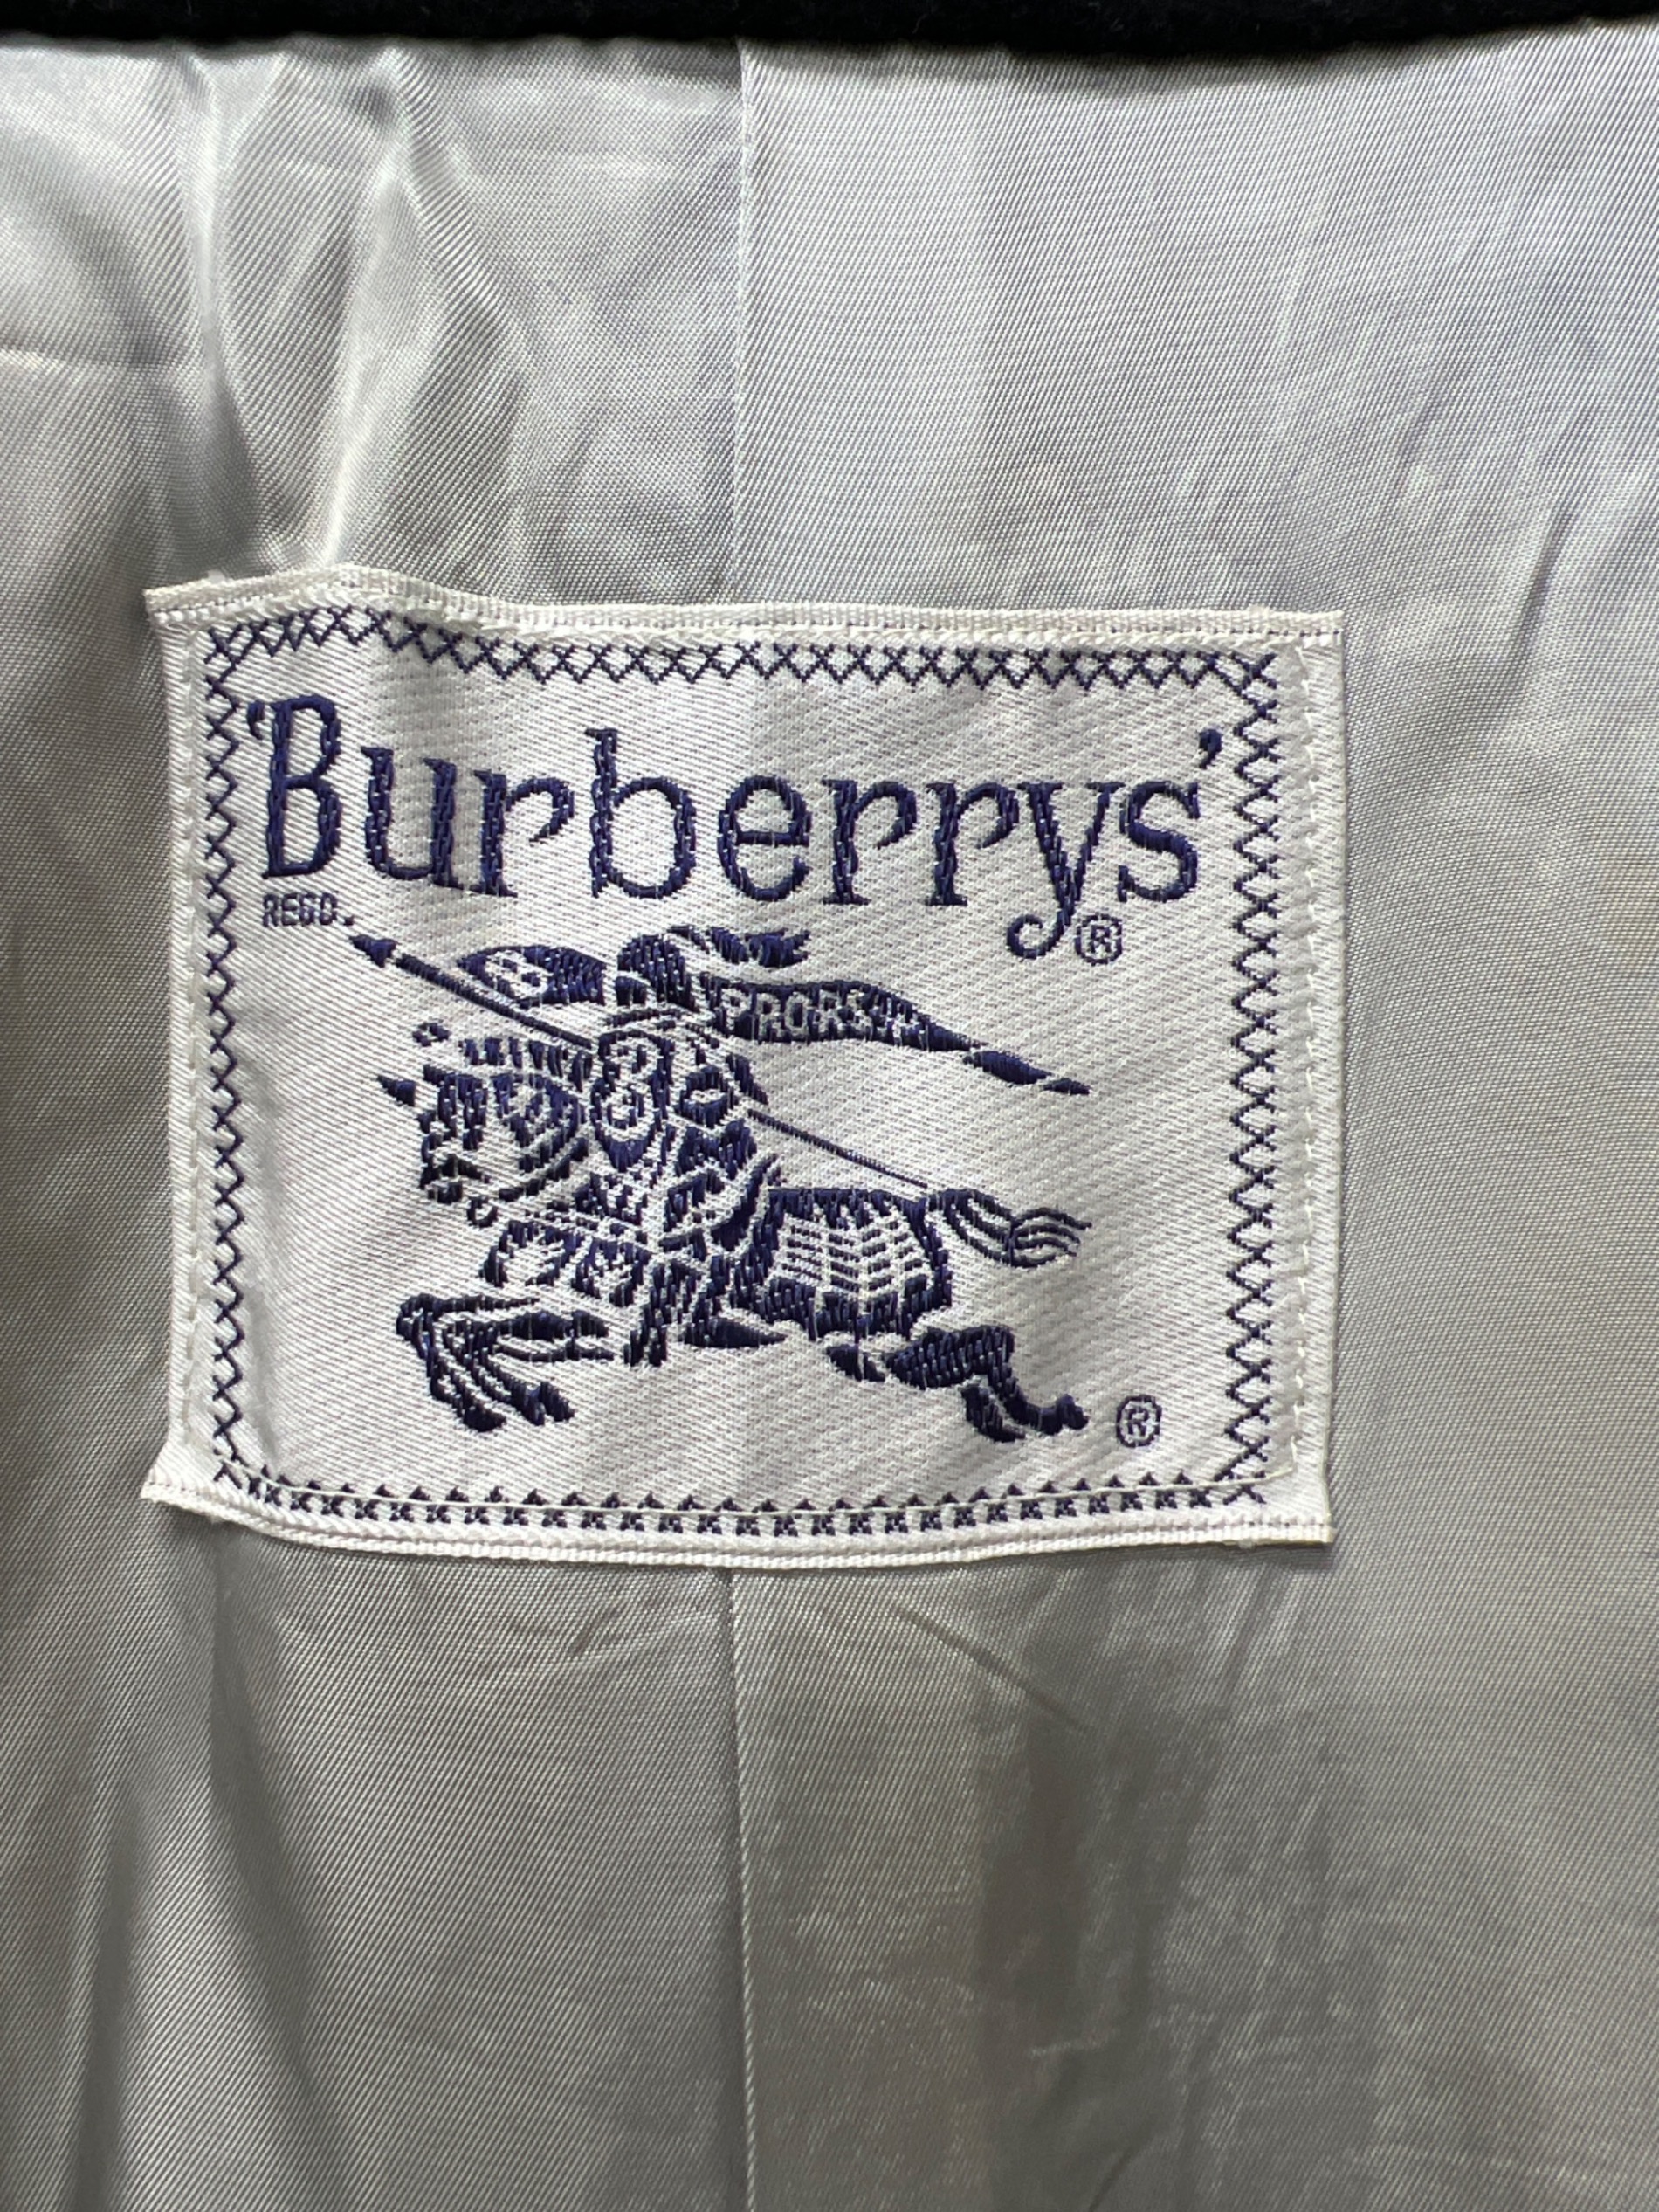 'Burberrys'
REGD. ®
PRORSUM
®